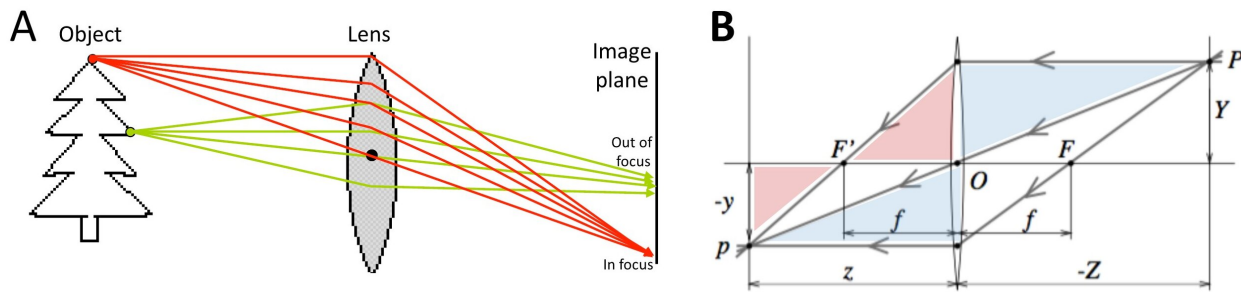 A
Object
Lens
Image
plane
Out of
focus
In focus
B
P
Y
F'
F
O
-y
f
f
p
z
-Z